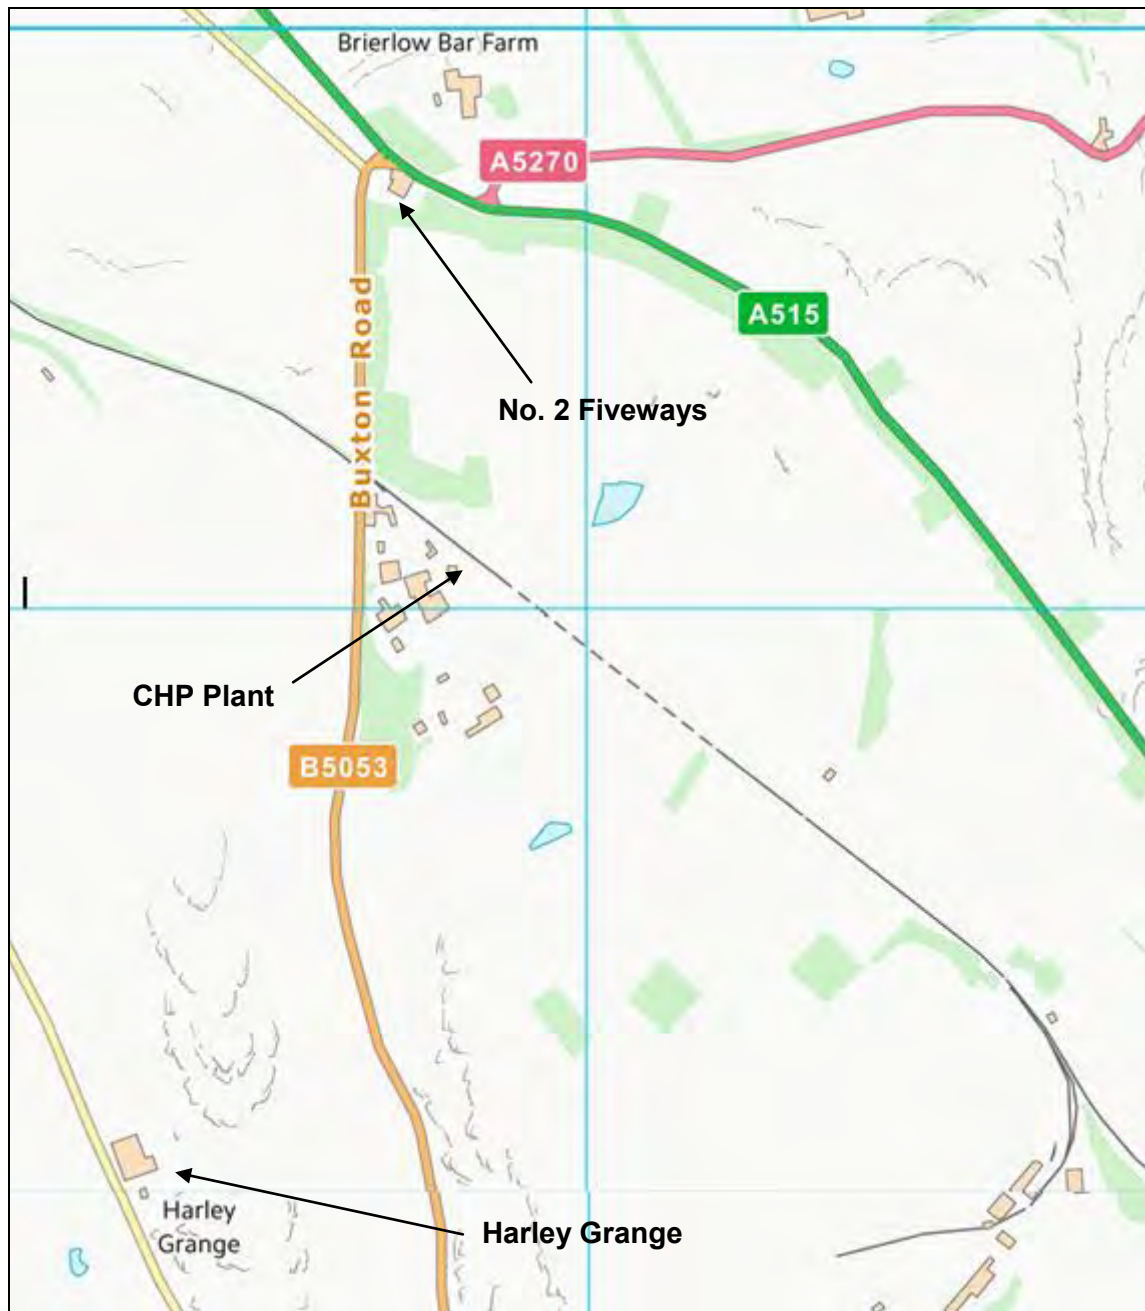 Brierlow Bar Farm
A5270
A515
Buxton Road
No. 2 Fiveways
CHP Plant
B5053
Harley
Grange
Harley Grange